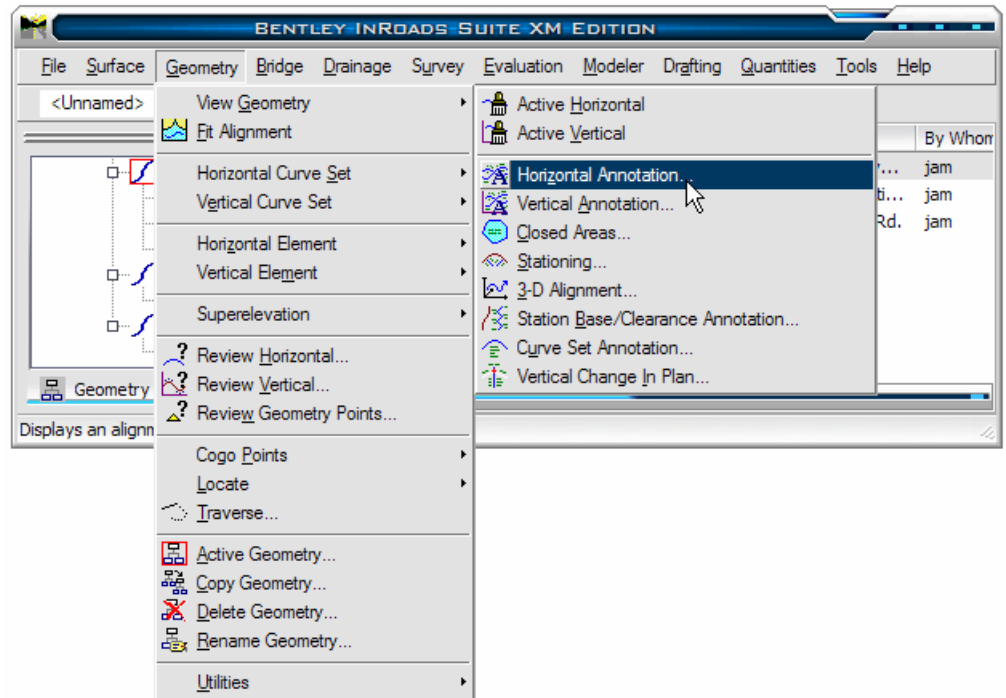 BENTLEY INROADS SUITE XM EDITION
File Surface Geometry Bridge Drainage Survey Evaluation Modeler Drafting Quantities Tools Help
<Unnamed>
View Geometry
Fit Alignment
Horizontal Curve Set
Vertical Curve Set
Horizontal Element
Vertical Element
Superelevation
Review Horizontal...
Review Vertical...
Review Geometry Points...
Cogo Points
Locate
Traverse...
Active Geometry...
Copy Geometry...
Delete Geometry...
Rename Geometry...
Utilities
Active Horizontal
Active Vertical
Horizontal Annotation...
Vertical Annotation...
Closed Areas...
Stationing...
3-D Alignment...
Station Base/Clearance Annotation...
Curve Set Annotation...
Vertical Change In Plan...
By Whom
jam
ti... jam
Rd. jam
Geometry
Displays an alignm